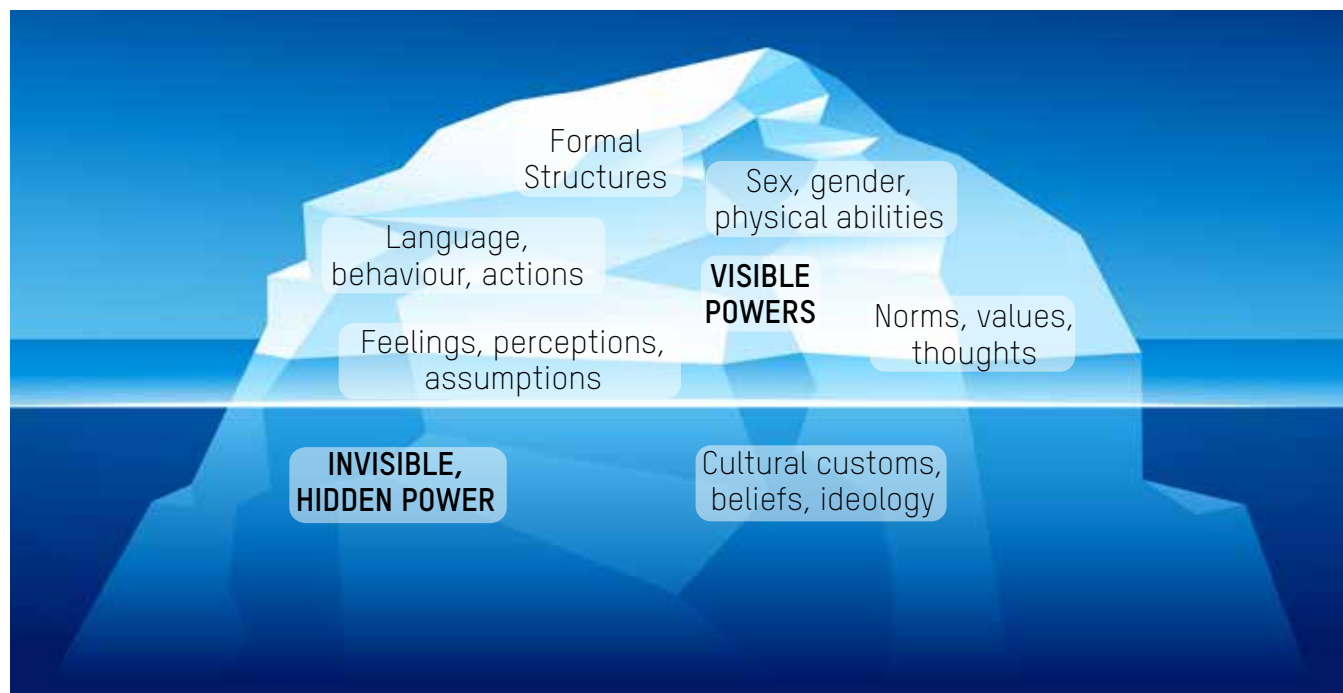 Formal
Structures
Sex, gender,
physical abilities
Language,
behaviour, actions
VISIBLE
POWERS
Norms, values,
thoughts
Feelings, perceptions,
assumptions
INVISIBLE,
HIDDEN POWER
Cultural customs,
beliefs, ideology